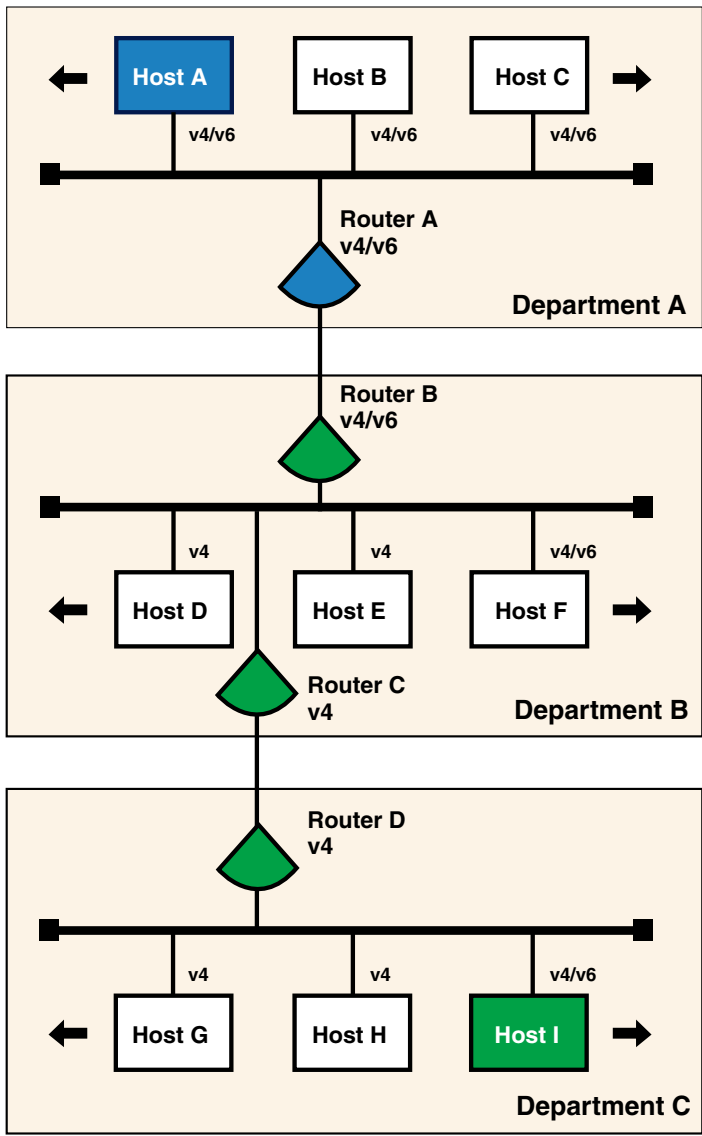 Host A
Host B
Host C
v4/v6
v4/v6
v4/v6
Router A
v4/v6
Department A
Router B
v4/v6
v4
v4
v4/v6
Host D
Host E
Host F
Router C
v4
Department B
Router D
v4
v4
v4
v4/v6
Host G
Host H
Host I
Department C